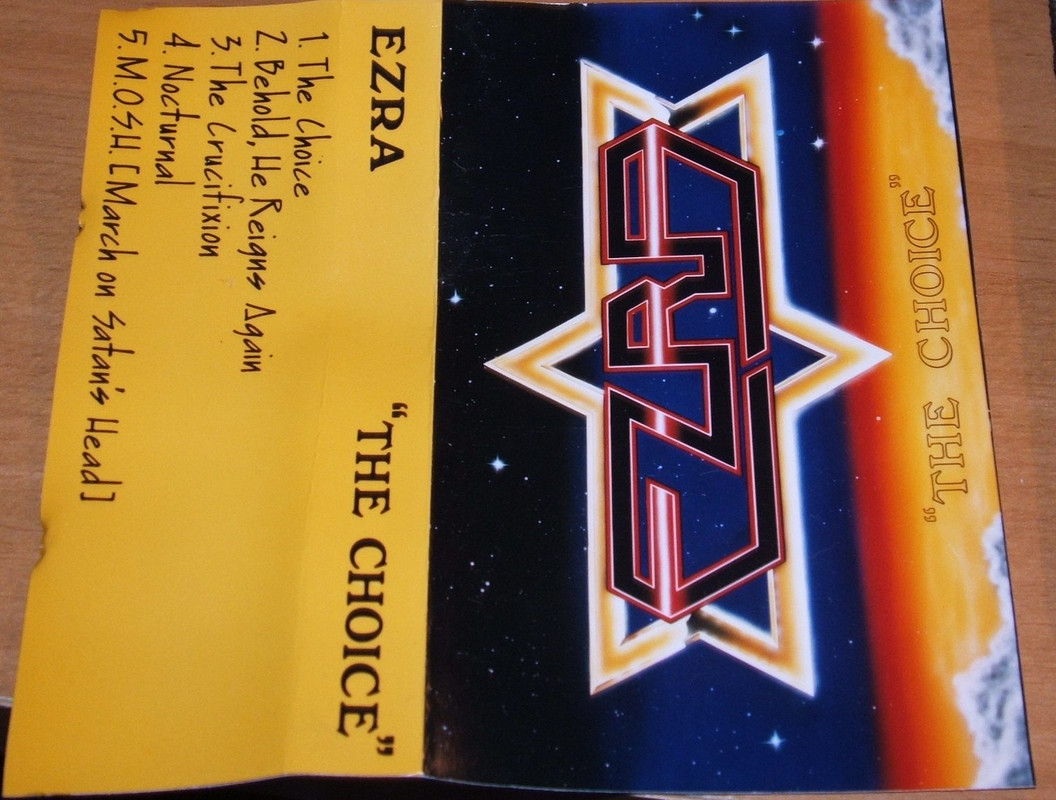 EZRA
"THE CHOICE"
EZRA "THE CHOICE"
1. The Choice
2. Behold, He Reigns Again
3. The Crucifixion
4. Nocturnal
5. M.O.S.H. [March on Satan's Head]